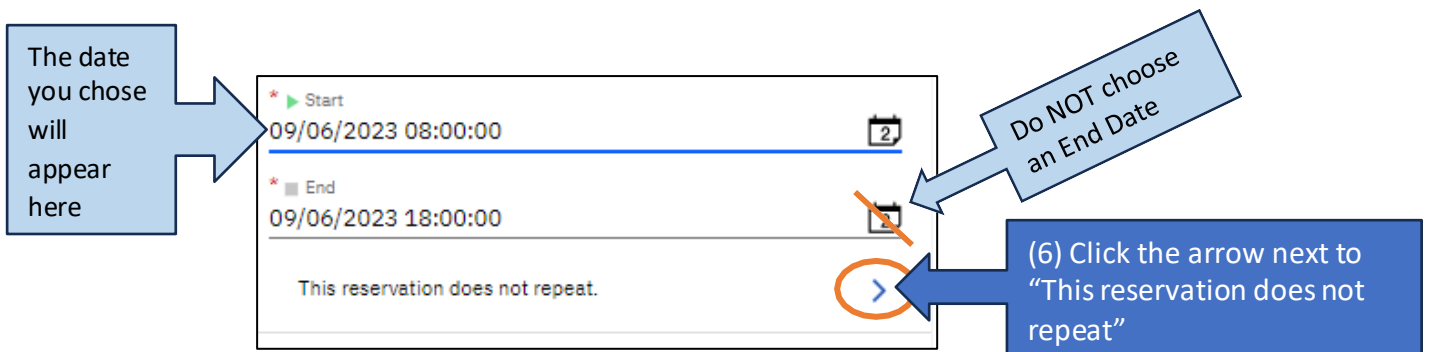 The date
you chose
will
appear
here
* Start
09/06/2023 08:00:00
2
* End
09/06/2023 18:00:00
2
This reservation does not repeat.
Do NOT choose
an End Date
(6) Click the arrow next to
“This reservation does not
repeat”